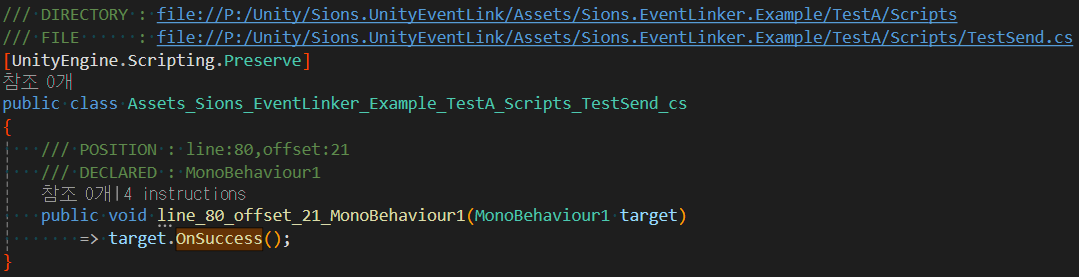 /// DIRECTORY : file://P:/Unity/Sions.UnityEventLink/Assets/Sions.EventLinker.Example/TestA/Scripts
/// FILE      : file://P:/Unity/Sions.UnityEventLink/Assets/Sions.EventLinker.Example/TestA/Scripts/TestSend.cs
[UnityEngine.Scripting.Preserve]
참조 0개
public class Assets_Sions_EventLinker_Example_TestA_Scripts_TestSend_cs
{
    /// POSITION : line:80,offset:21
    /// DECLARED : MonoBehaviour1
    참조 0개|4 instructions
    public void line_80_offset_21_MonoBehaviour1(MonoBehaviour1 target)
        => target.OnSuccess();
}